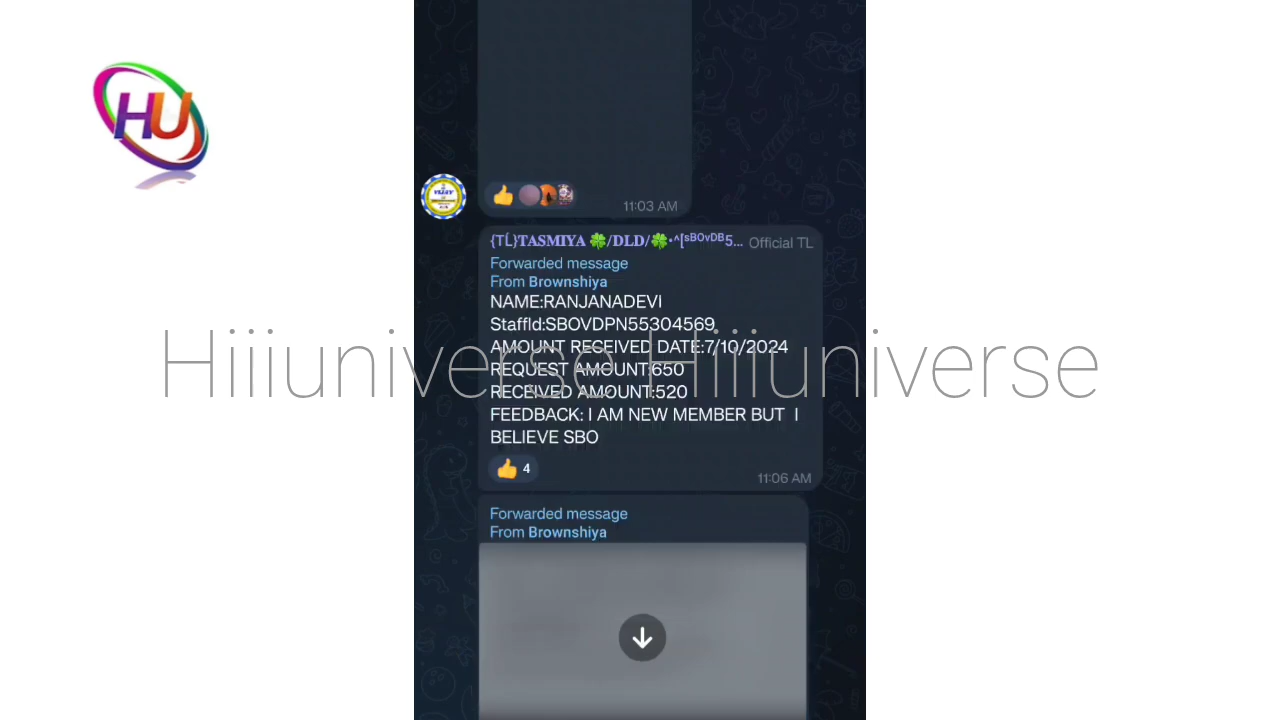 HU
11:03 AM
{TĹ}TASMIYA 🍀/DLD/🍀•^[ˢᴮᴼᵛᴰᴮ5... Official TL
Forwarded message
From Brownshiya
NAME:RANJANADEVI
StaffId:SBOVDPN55304569
AMOUNT RECEIVED DATE:7/10/2024
Hiiiuniverse Hiiiuniverse
REQUEST AMOUNT:650
RECEIVED AMOUNT:520
FEEDBACK: I AM NEW MEMBER BUT I
BELIEVE SBO
👍 4
11:06 AM
Forwarded message
From Brownshiya